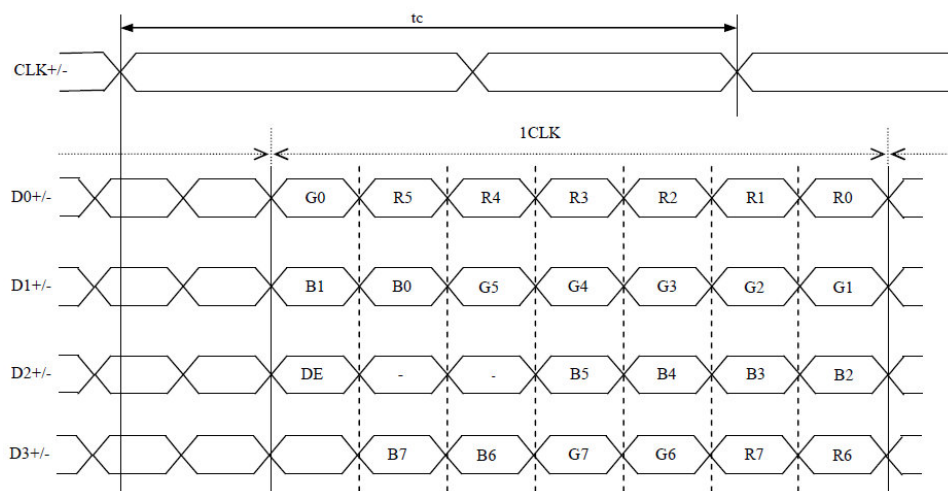 tc
CLK+/-
1CLK
D0+/- G0 R5 R4 R3 R2 R1 R0
D1+/- B1 B0 G5 G4 G3 G2 G1
D2+/- DE - - B5 B4 B3 B2
D3+/- B7 B6 G7 G6 R7 R6